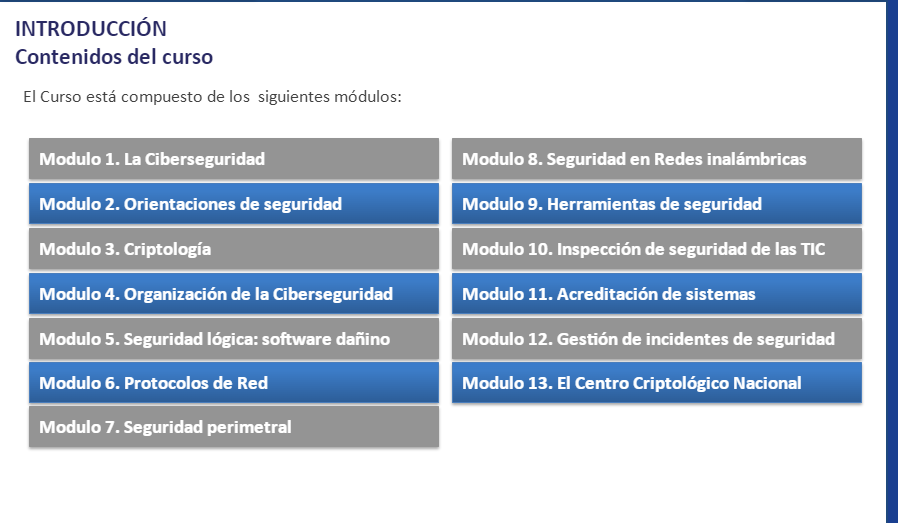 INTRODUCCIÓN
Contenidos del curso
El Curso está compuesto de los siguientes módulos:
Modulo 1. La Ciberseguridad
Modulo 2. Orientaciones de seguridad
Modulo 3. Criptología
Modulo 4. Organización de la Ciberseguridad
Modulo 5. Seguridad lógica: software dañino
Modulo 6. Protocolos de Red
Modulo 7. Seguridad perimetral
Modulo 8. Seguridad en Redes inalámbricas
Modulo 9. Herramientas de seguridad
Modulo 10. Inspección de seguridad de las TIC
Modulo 11. Acreditación de sistemas
Modulo 12. Gestión de incidentes de seguridad
Modulo 13. El Centro Criptológico Nacional